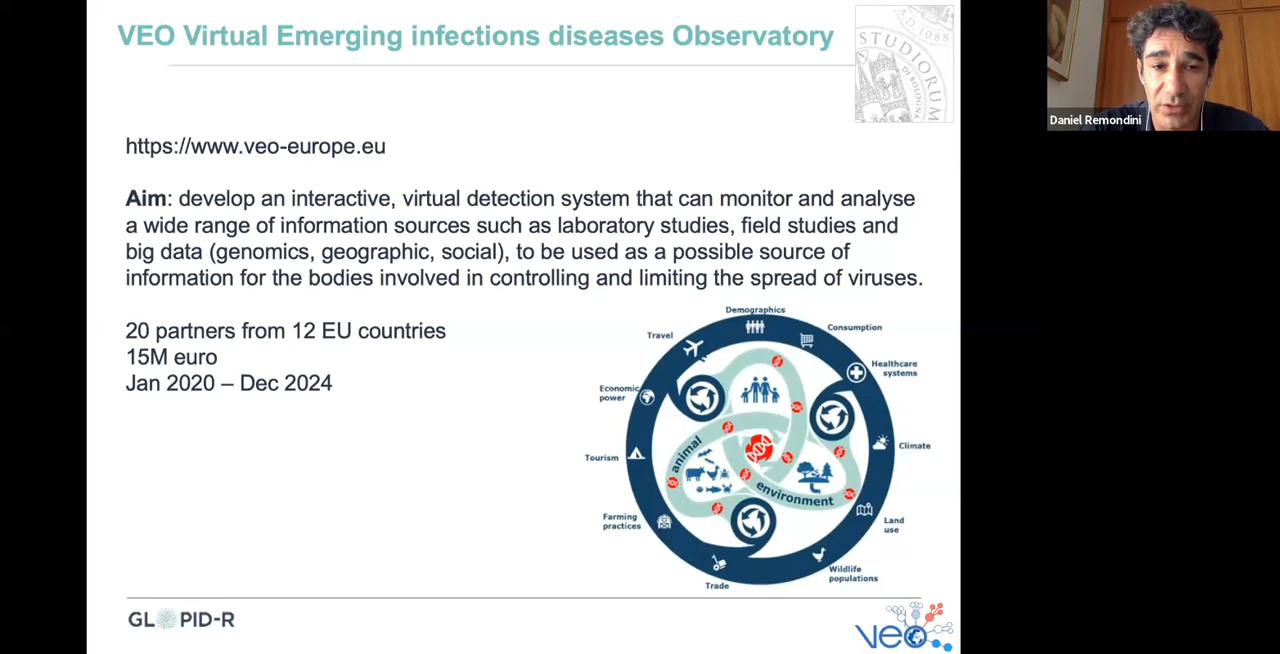 VEO Virtual Emerging infections diseases Observatory
A.D. 1088
STUDIORUM
DI BOLOGNA
Daniel Remondini
https://www.veo-europe.eu
Aim: develop an interactive, virtual detection system that can monitor and analyse
a wide range of information sources such as laboratory studies, field studies and
big data (genomics, geographic, social), to be used as a possible source of
information for the bodies involved in controlling and limiting the spread of viruses.
20 partners from 12 EU countries
15M euro
Jan 2020 – Dec 2024
Demographics
Travel
Consumption
Healthcare
systems
Economic
power
Climate
animal
Tourism
environment
Farming
practices
Land
use
Wildlife
populations
Trade
GLOPID-R
veo